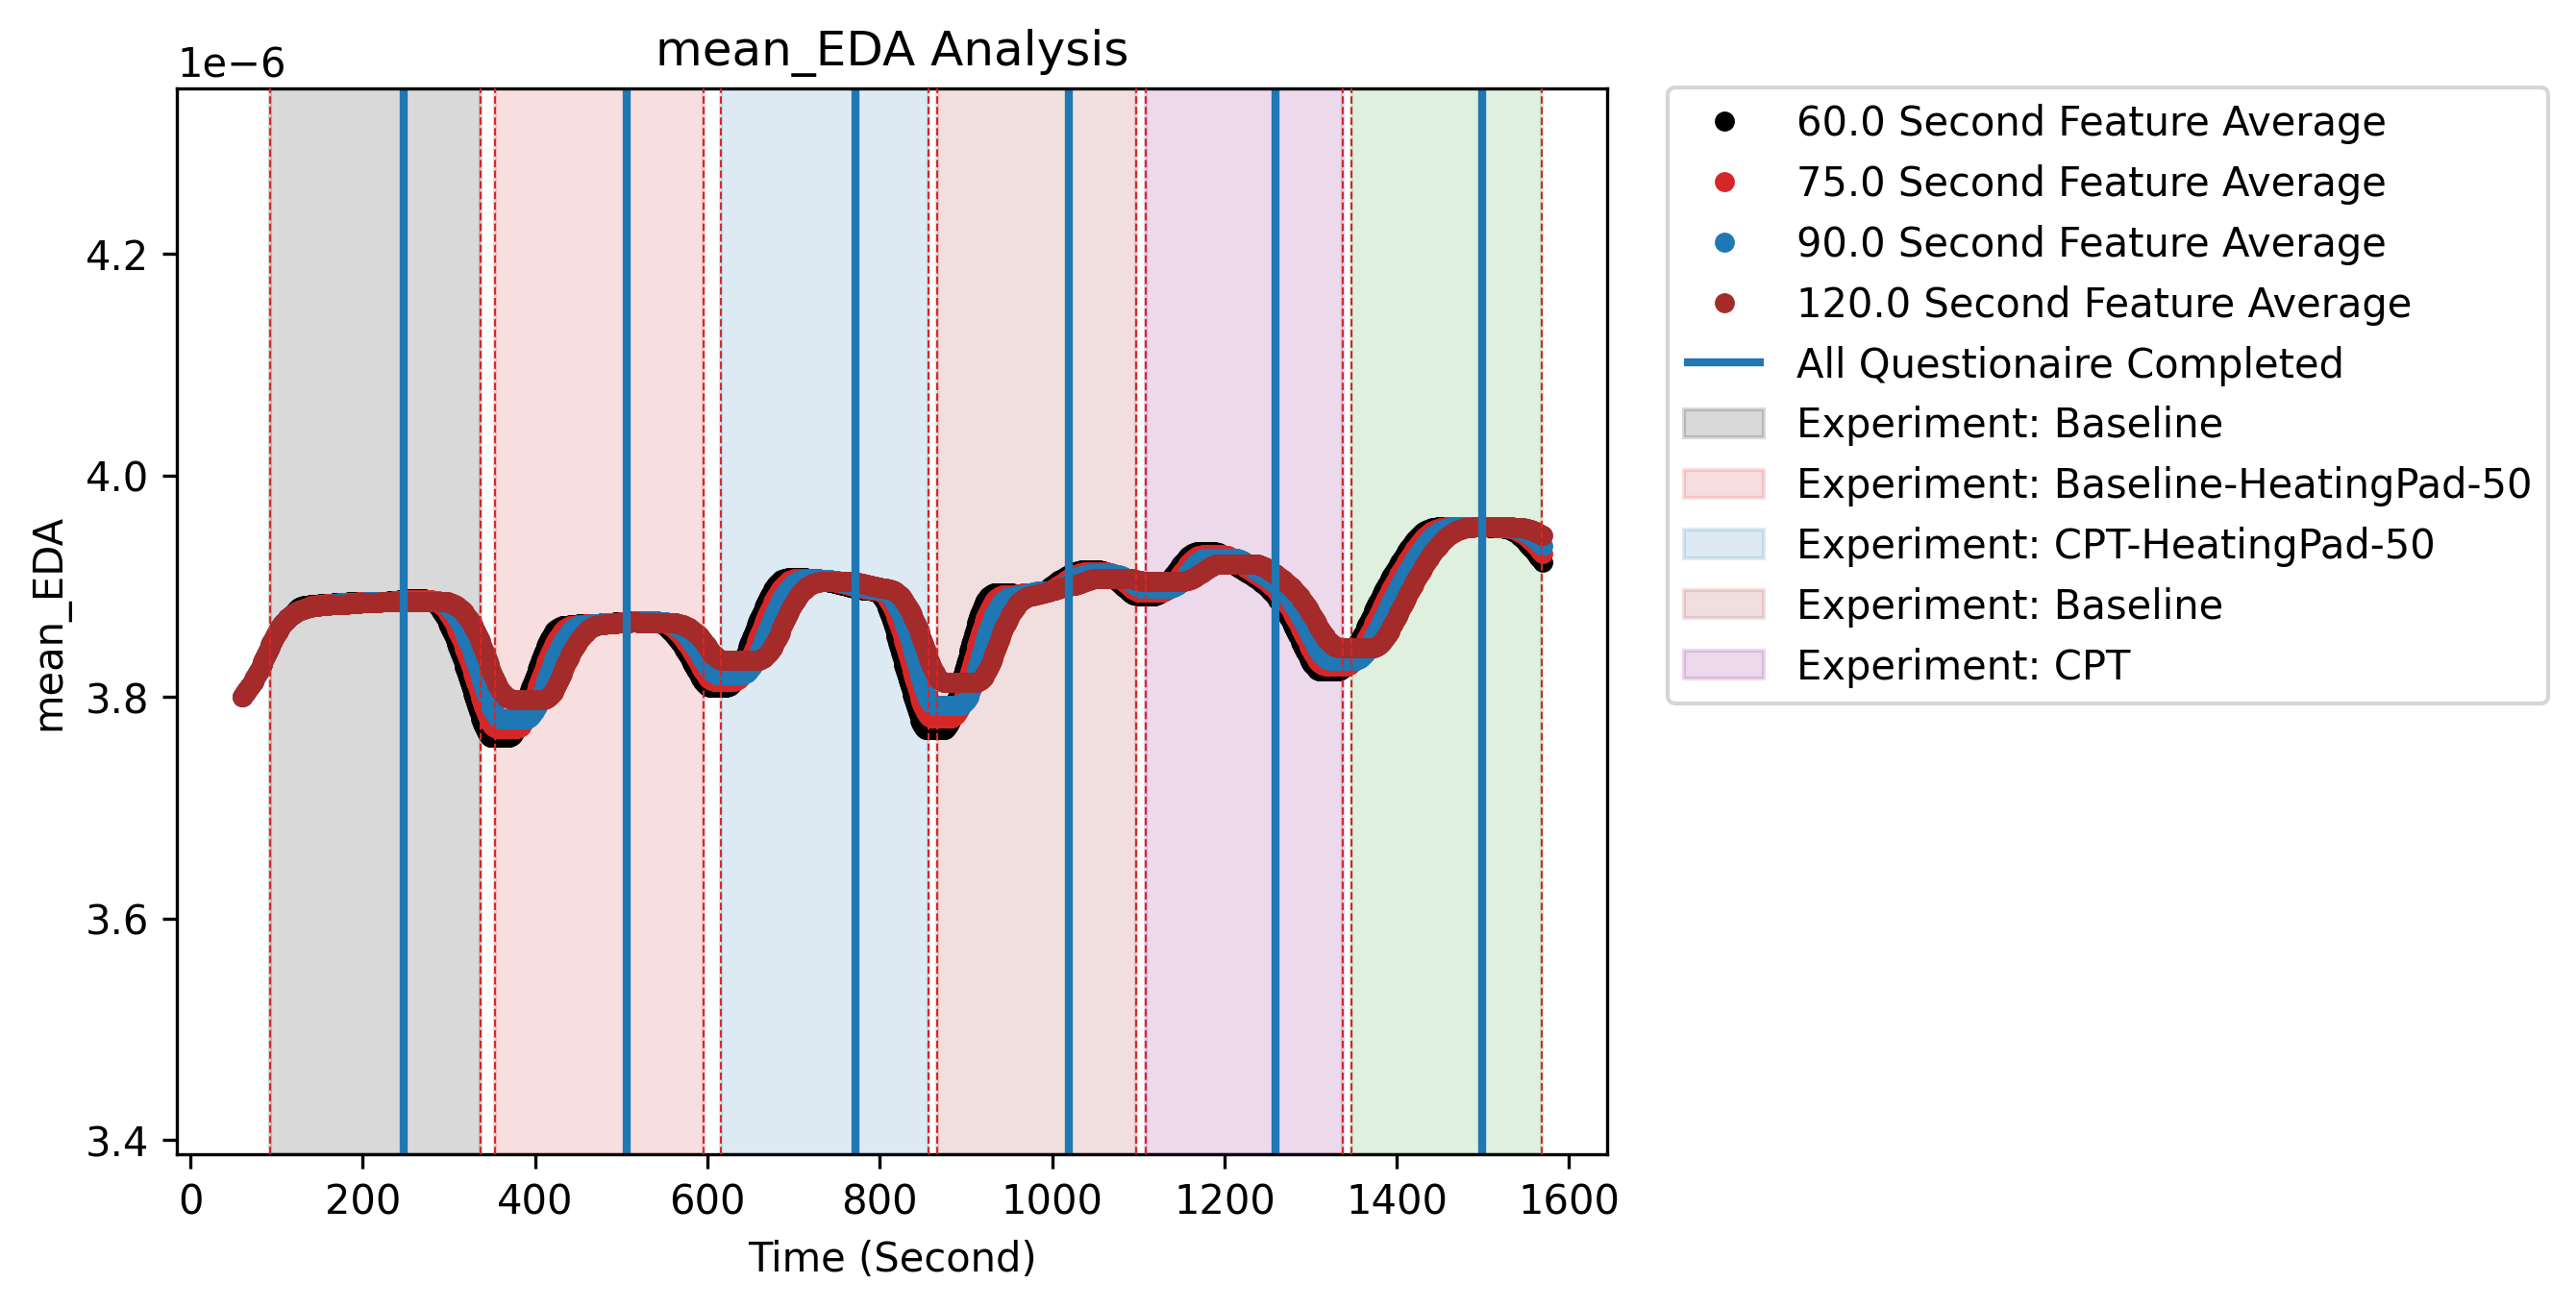 mean_EDA Analysis
1e−6
4.2
4.0
3.8
3.6
3.4
mean_EDA
0 200 400 600 800 1000 1200 1400 1600
Time (Second)
60.0 Second Feature Average
75.0 Second Feature Average
90.0 Second Feature Average
120.0 Second Feature Average
All Questionaire Completed
Experiment: Baseline
Experiment: Baseline-HeatingPad-50
Experiment: CPT-HeatingPad-50
Experiment: Baseline
Experiment: CPT